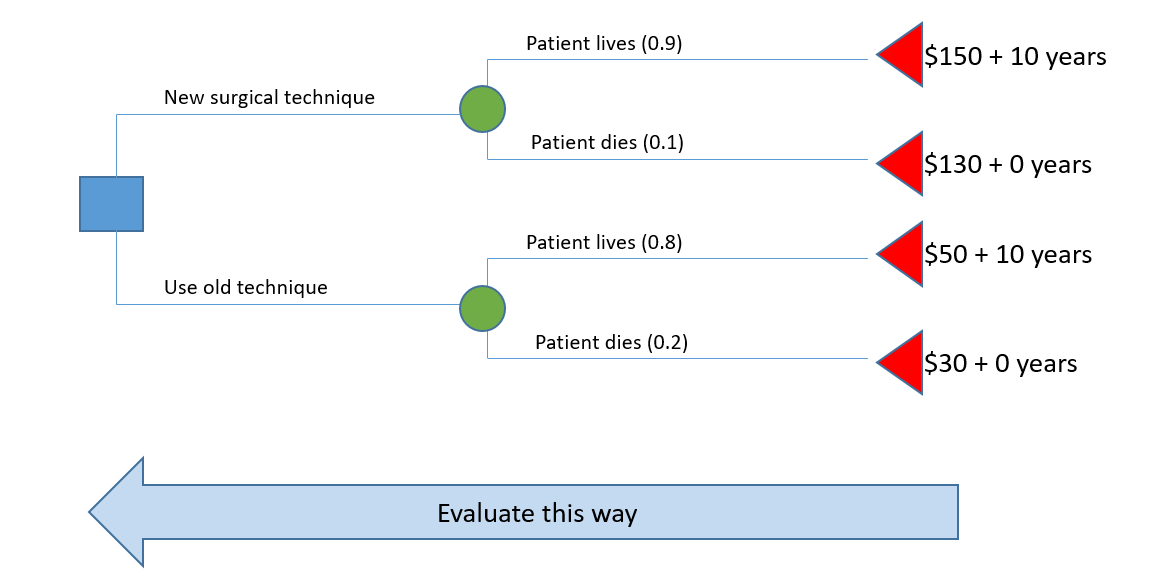 Patient lives (0.9)
$150 + 10 years
New surgical technique
Patient dies (0.1)
$130 + 0 years
Patient lives (0.8)
$50 + 10 years
Use old technique
Patient dies (0.2)
$30 + 0 years
Evaluate this way